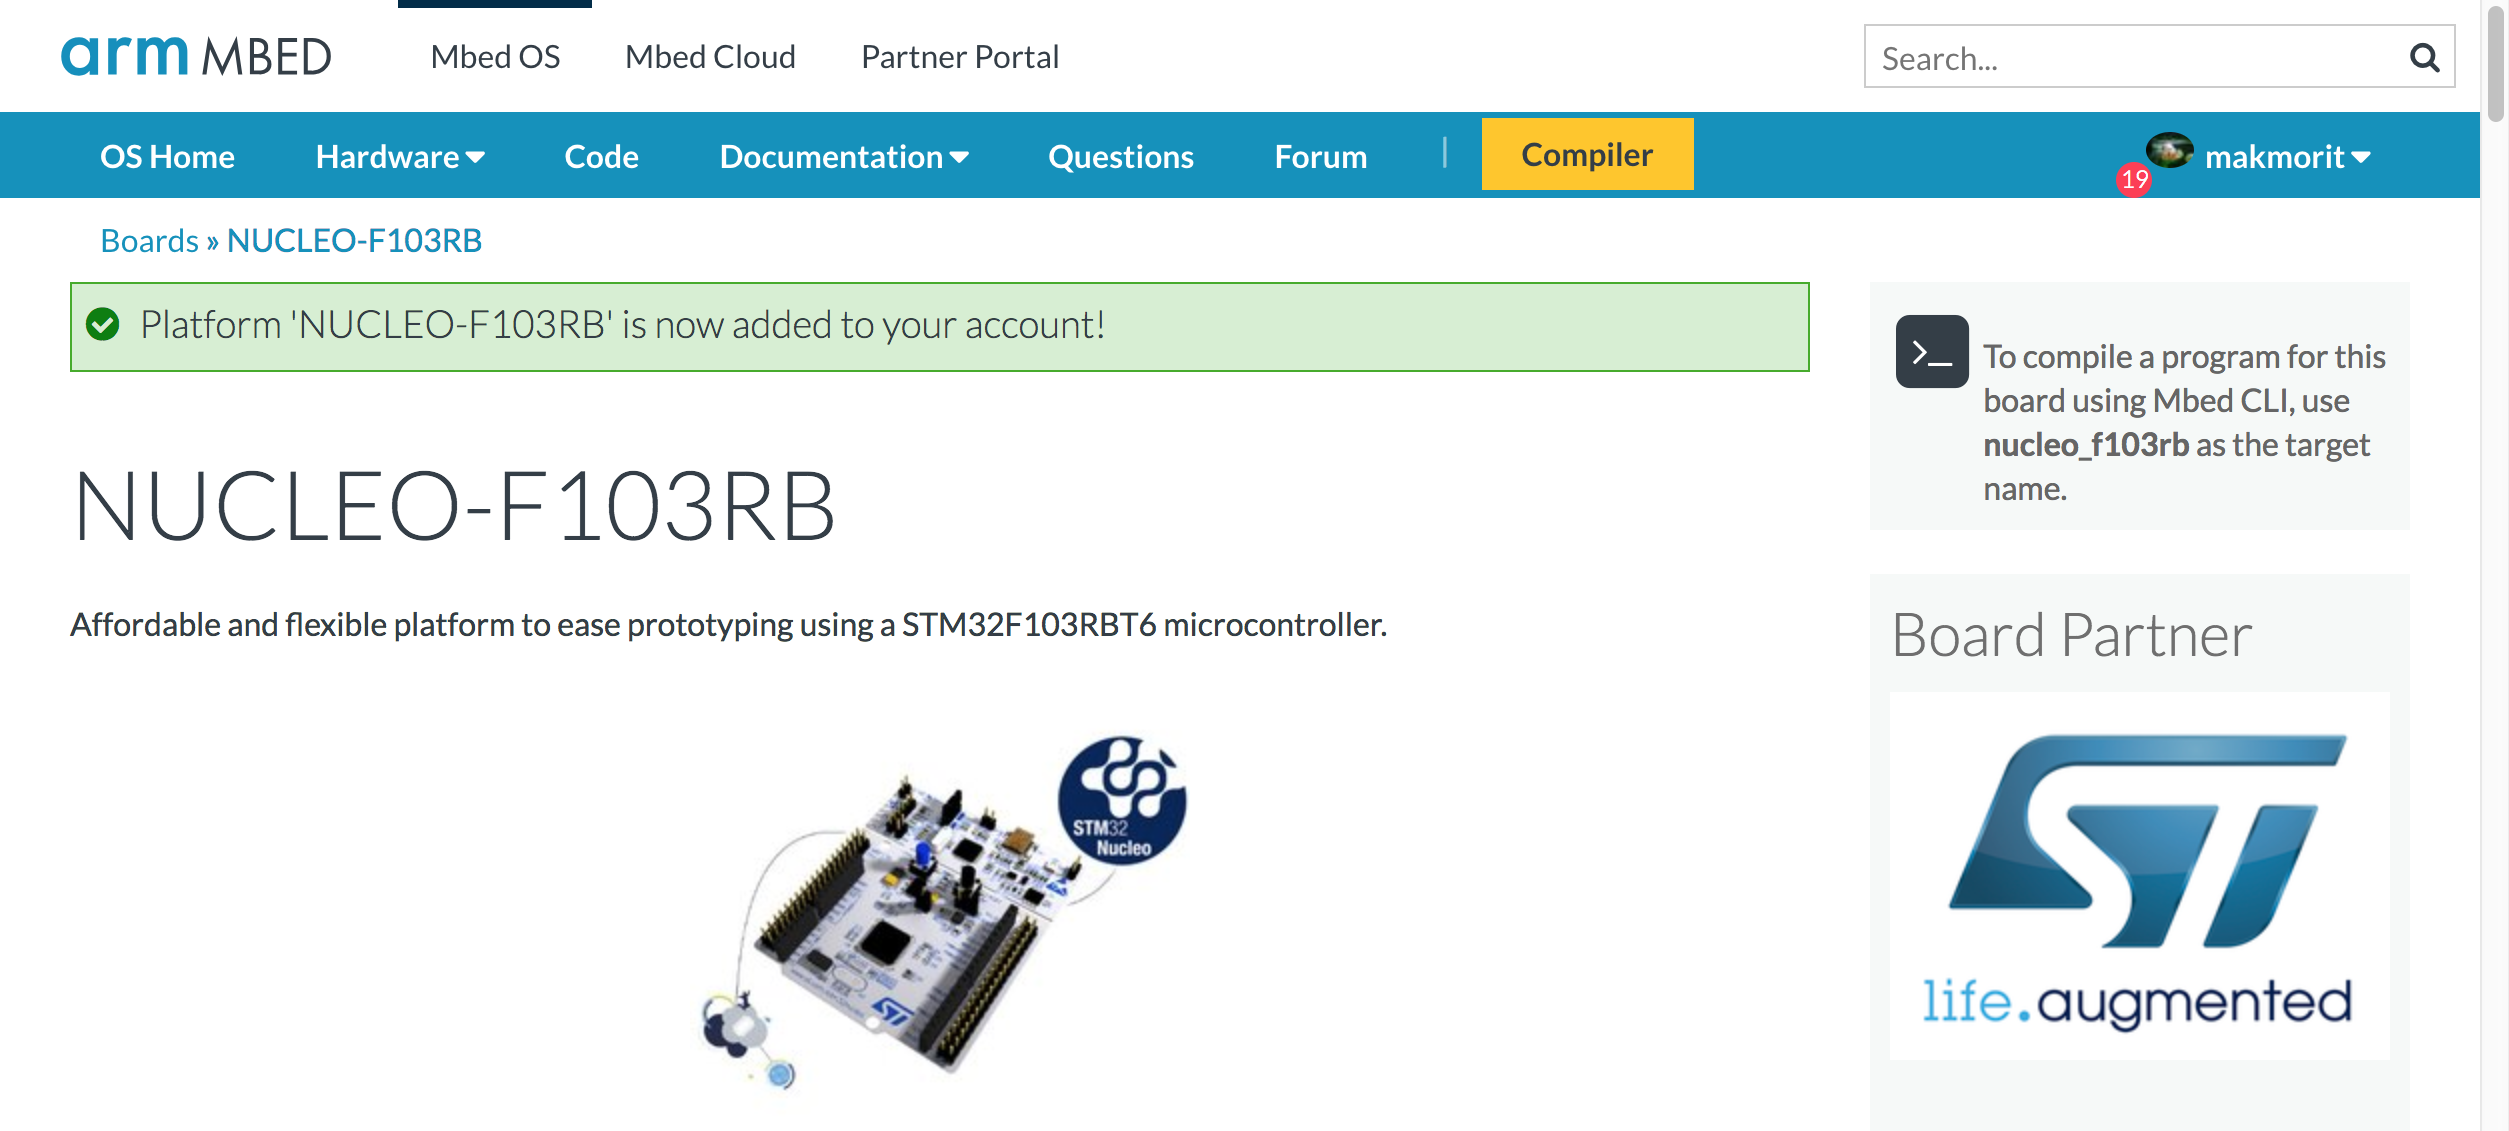 arm MBED
Mbed OS
Mbed Cloud
Partner Portal
Search...
OS Home
Hardware
Code
Documentation
Questions
Forum
|
Compiler
19
makmorit
Boards » NUCLEO-F103RB
Platform 'NUCLEO-F103RB' is now added to your account!
NUCLEO-F103RB
Affordable and flexible platform to ease prototyping using a STM32F103RBT6 microcontroller.
STM32
Nucleo
ST
>_
To compile a program for this
board using Mbed CLI, use
nucleo_f103rb as the target
name.
Board Partner
ST
life.augmented